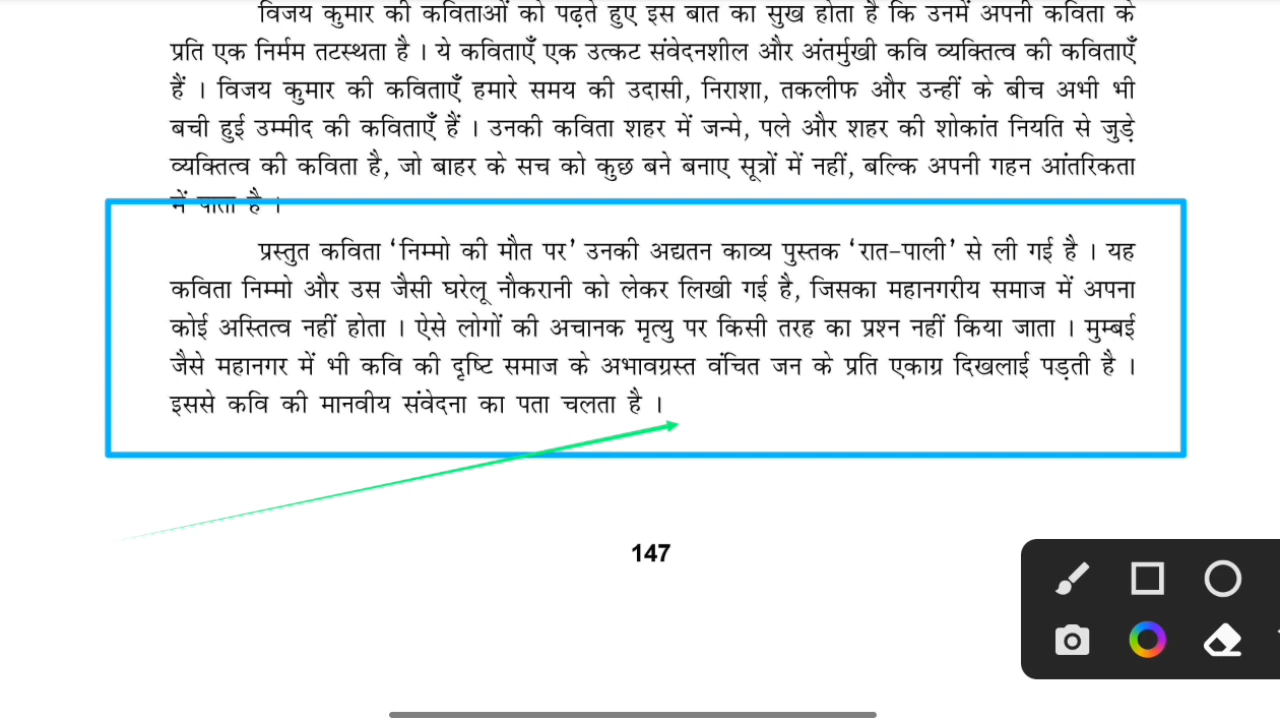 विजय कुमार की कविताओं को पढ़ते हुए इस बात का सुख होता है कि उनमें अपनी कविता के
प्रति एक निर्मम तटस्थता है । ये कविताएँ एक उत्कट संवेदनशील और अंतर्मुखी कवि व्यक्तित्व की कविताएँ
हैं । विजय कुमार की कविताएँ हमारे समय की उदासी, निराशा, तकलीफ और उन्हीं के बीच अभी भी
बची हुई उम्मीद की कविताएँ हैं । उनकी कविता शहर में जन्मे, पले और शहर की शोकांत नियति से जुड़े
व्यक्तित्व की कविता है, जो बाहर के सच को कुछ बने बनाए सूत्रों में नहीं, बल्कि अपनी गहन आंतरिकता
में पाता है ।
प्रस्तुत कविता ‘निम्मो की मौत पर’ उनकी अद्यतन काव्य पुस्तक ‘रात-पाली’ से ली गई है । यह
कविता निम्मो और उस जैसी घरेलू नौकरानी को लेकर लिखी गई है, जिसका महानगरीय समाज में अपना
कोई अस्तित्व नहीं होता । ऐसे लोगों की अचानक मृत्यु पर किसी तरह का प्रश्न नहीं किया जाता । मुम्बई
जैसे महानगर में भी कवि की दृष्टि समाज के अभावग्रस्त वंचित जन के प्रति एकाग्र दिखलाई पड़ती है ।
इससे कवि की मानवीय संवेदना का पता चलता है ।
147